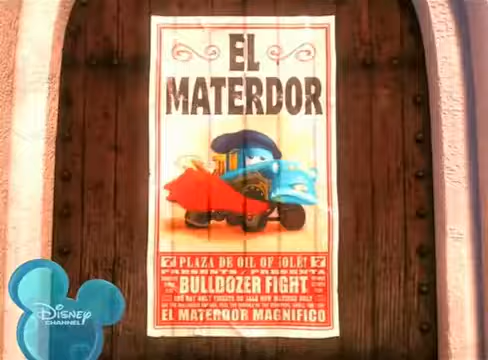 EL
MATERDOR
PLAZA DE OIL OF ¡OLÉ!
PRESENTS / PRESENTA
BULLDOZER FIGHT
EL MATERDOR MAGNIFICO
DISNEY
CHANNEL